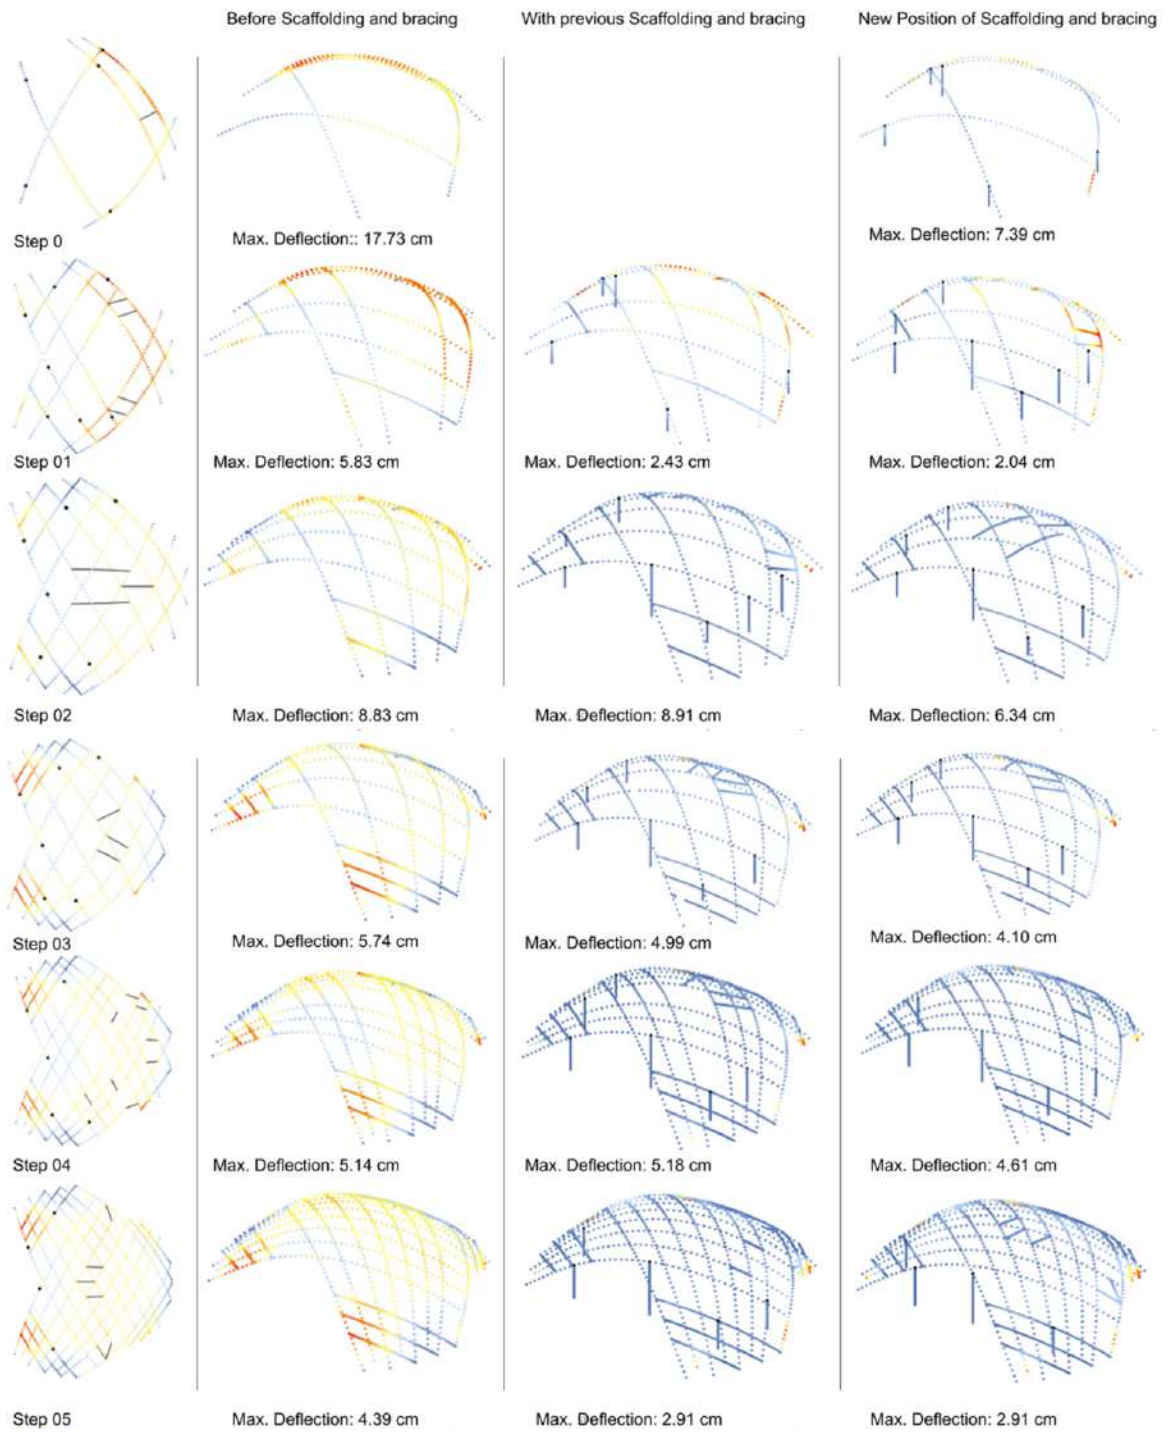 Before Scaffolding and bracing
With previous Scaffolding and bracing
New Position of Scaffolding and bracing
Step 0
Max. Deflection:: 17.73 cm
Max. Deflection: 7.39 cm
Step 01
Max. Deflection: 5.83 cm
Max. Deflection: 2.43 cm
Max. Deflection: 2.04 cm
Step 02
Max. Deflection: 8.83 cm
Max. Deflection: 8.91 cm
Max. Deflection: 6.34 cm
Step 03
Max. Deflection: 5.74 cm
Max. Deflection: 4.99 cm
Max. Deflection: 4.10 cm
Step 04
Max. Deflection: 5.14 cm
Max. Deflection: 5.18 cm
Max. Deflection: 4.61 cm
Step 05
Max. Deflection: 4.39 cm
Max. Deflection: 2.91 cm
Max. Deflection: 2.91 cm